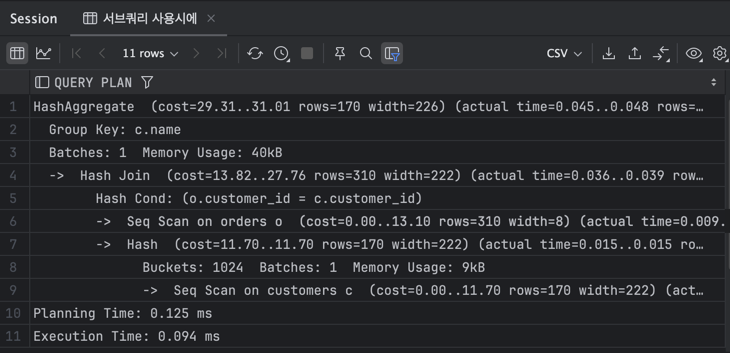 Session 서브쿼리 사용시에
11 rows CSV
QUERY PLAN
1 HashAggregate (cost=29.31..31.01 rows=170 width=226) (actual time=0.045..0.048 rows=…
2 Group Key: c.name
3 Batches: 1 Memory Usage: 40kB
4 -> Hash Join (cost=13.82..27.76 rows=310 width=222) (actual time=0.036..0.039 row…
5 Hash Cond: (o.customer_id = c.customer_id)
6 -> Seq Scan on orders o (cost=0.00..13.10 rows=310 width=8) (actual time=0.009.
7 -> Hash (cost=11.70..11.70 rows=170 width=222) (actual time=0.015..0.015 ro…
8 Buckets: 1024 Batches: 1 Memory Usage: 9kB
9 -> Seq Scan on customers c (cost=0.00..11.70 rows=170 width=222) (act…
10 Planning Time: 0.125 ms
11 Execution Time: 0.094 ms